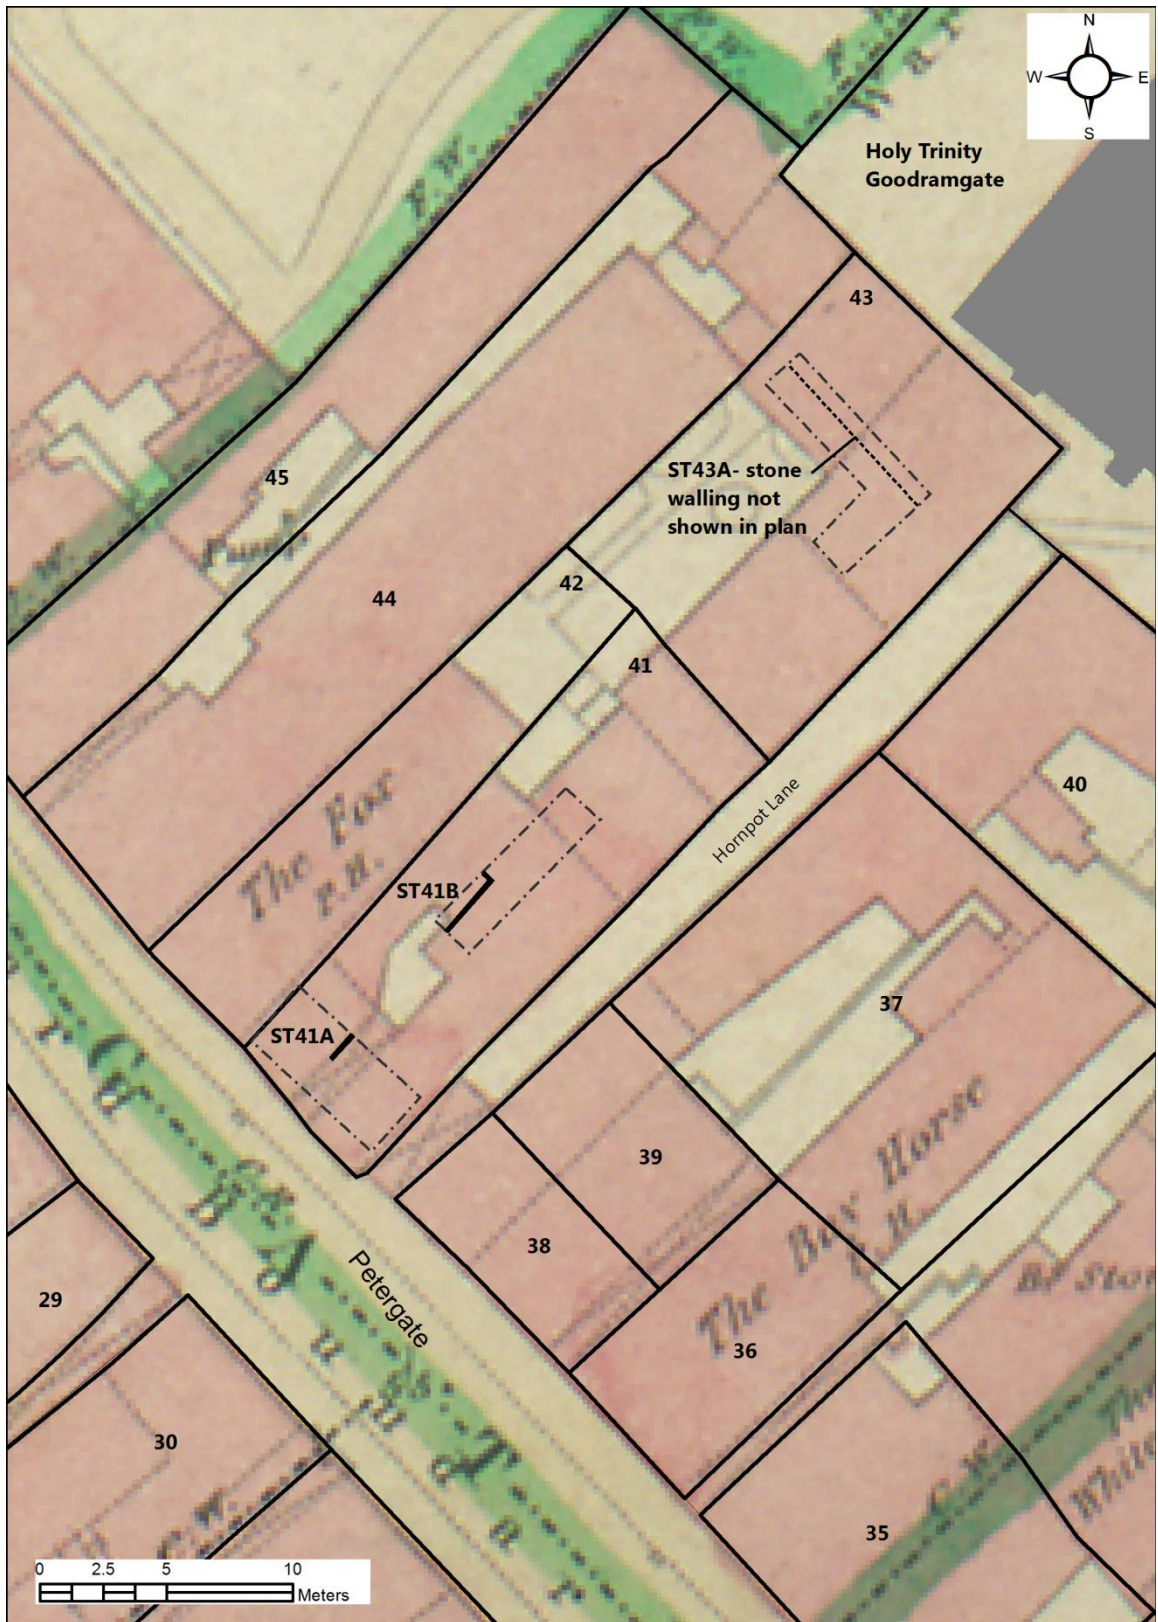 N
W E
S
Holy Trinity
Goodramgate
F. W.
43
ST43A- stone
walling not
shown in plan
45
Pump
44
42
41
The Fox
P.H.
Hornpot Lane
40
ST41B
37
ST41A
39
The Bay Horse
P.H.
38
Petergate
36
29
30
35
C. W.
C. W.
White
0 2.5 5 10
Meters